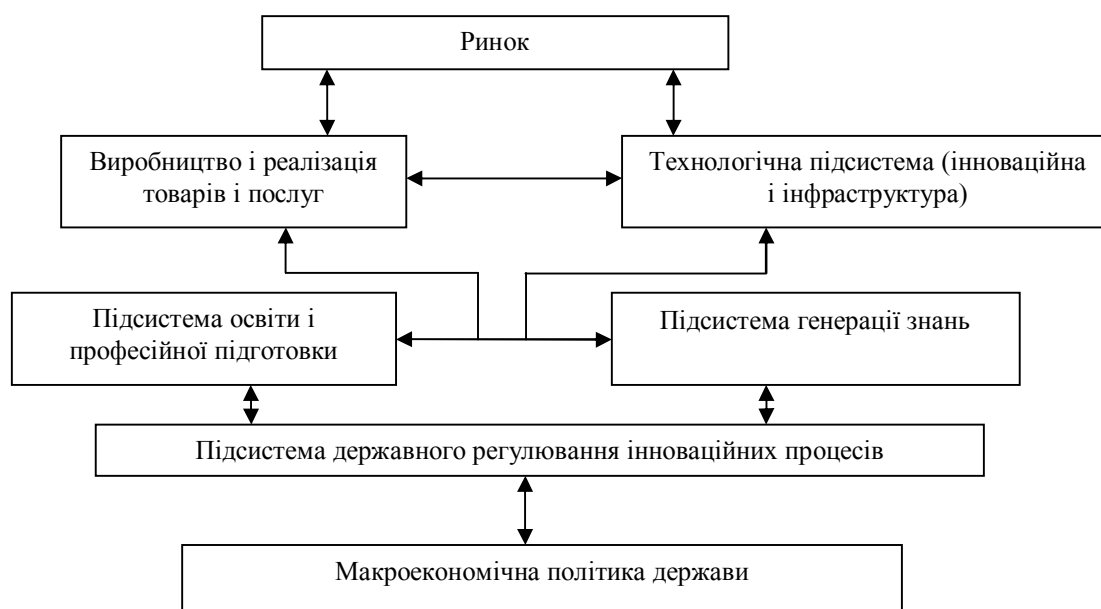 Ринок
Виробництво і реалізація
товарів і послуг
Технологічна підсистема (інноваційна
і інфраструктура)
Підсистема освіти і
професійної підготовки
Підсистема генерації знань
Підсистема державного регулювання інноваційних процесів
Макроекономічна політика держави